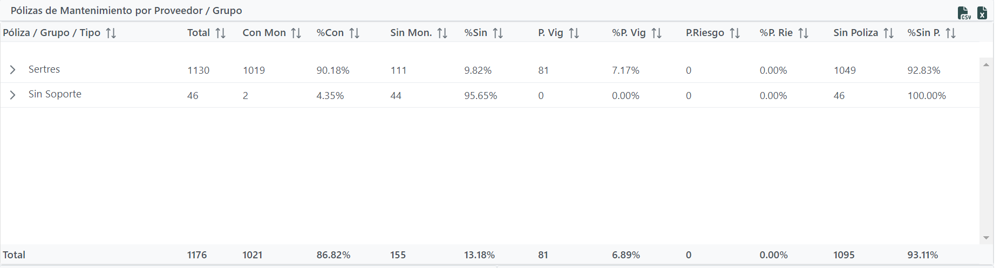 Pólizas de Mantenimiento por Proveedor / Grupo
CSV X
Póliza / Grupo / Tipo Total Con Mon %Con Sin Mon. %Sin P. Vig %P. Vig P.Riesgo %P. Rie Sin Poliza %Sin P.
Sertres 1130 1019 90.18% 111 9.82% 81 7.17% 0 0.00% 1049 92.83%
Sin Soporte 46 2 4.35% 44 95.65% 0 0.00% 0 0.00% 46 100.00%
Total 1176 1021 86.82% 155 13.18% 81 6.89% 0 0.00% 1095 93.11%